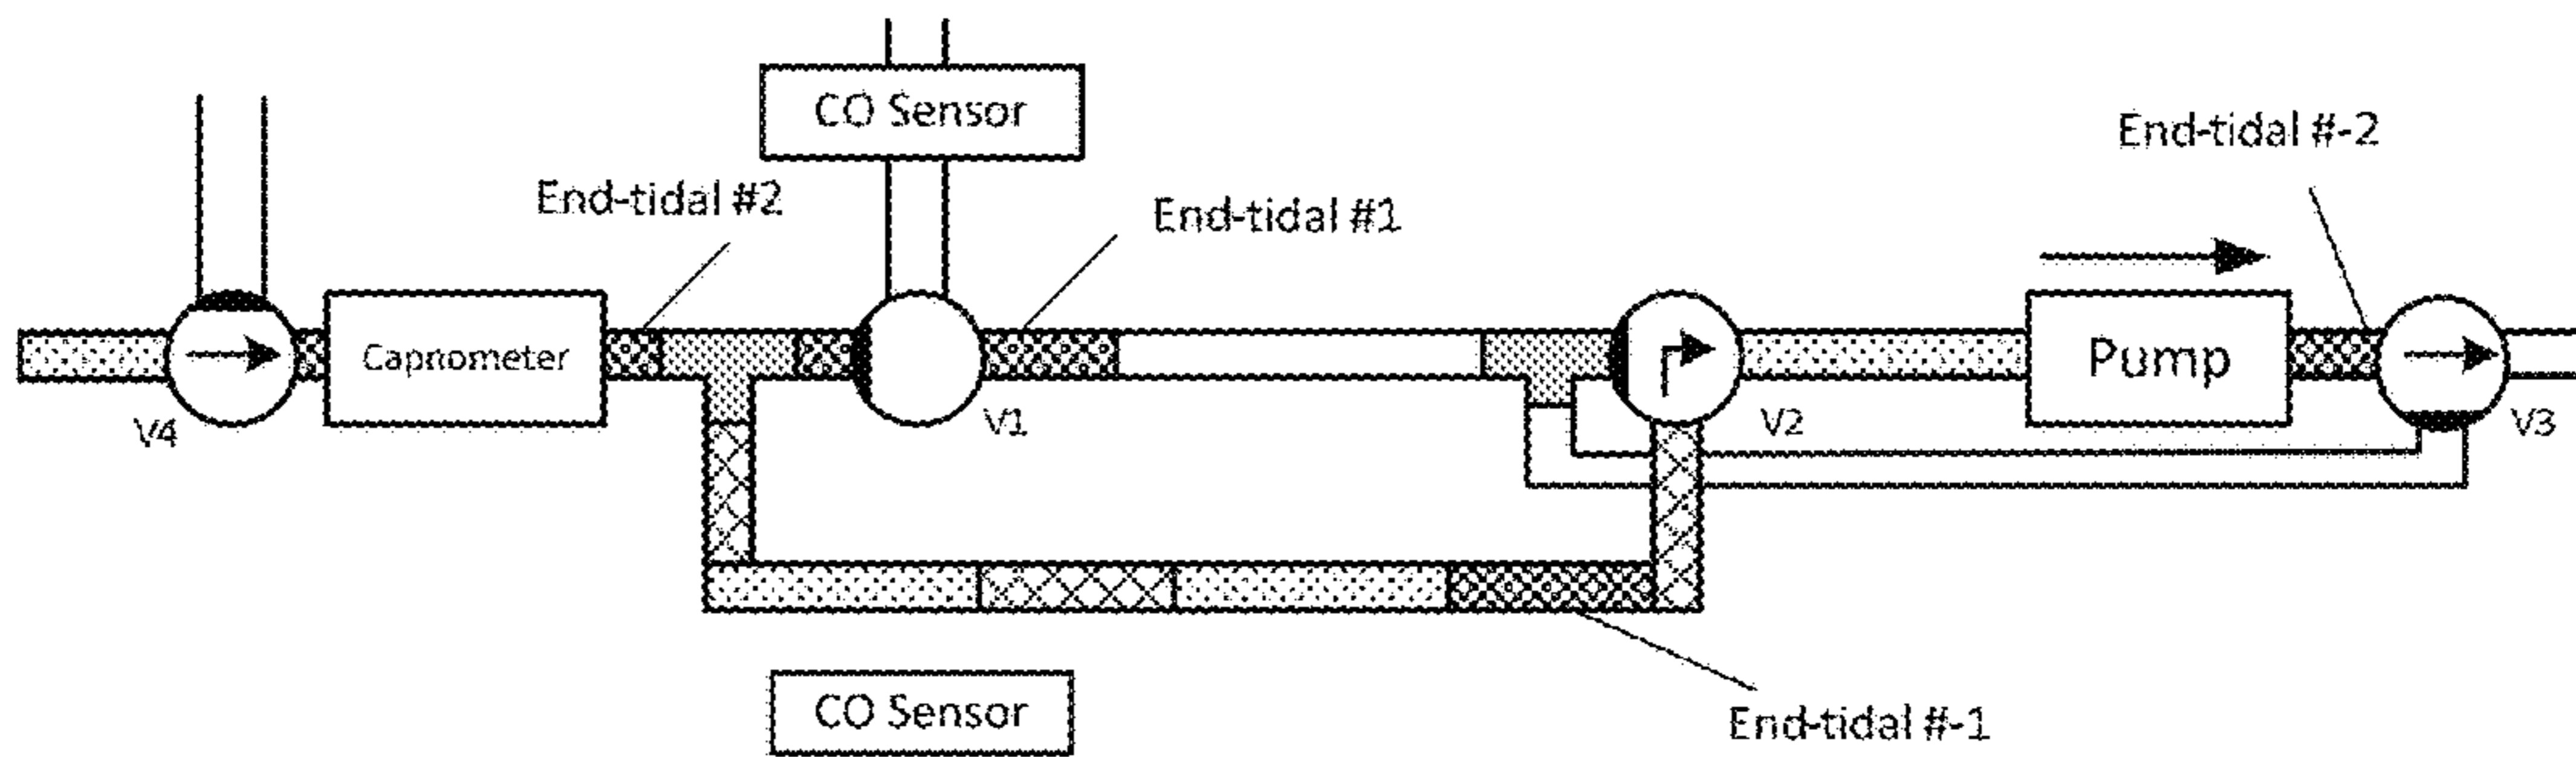 CO Sensor
End-tidal #-2
End-tidal #2
End-tidal #1
Capnometer
Pump
V4
V1
V2
V3
CO Sensor
End-tidal #-1